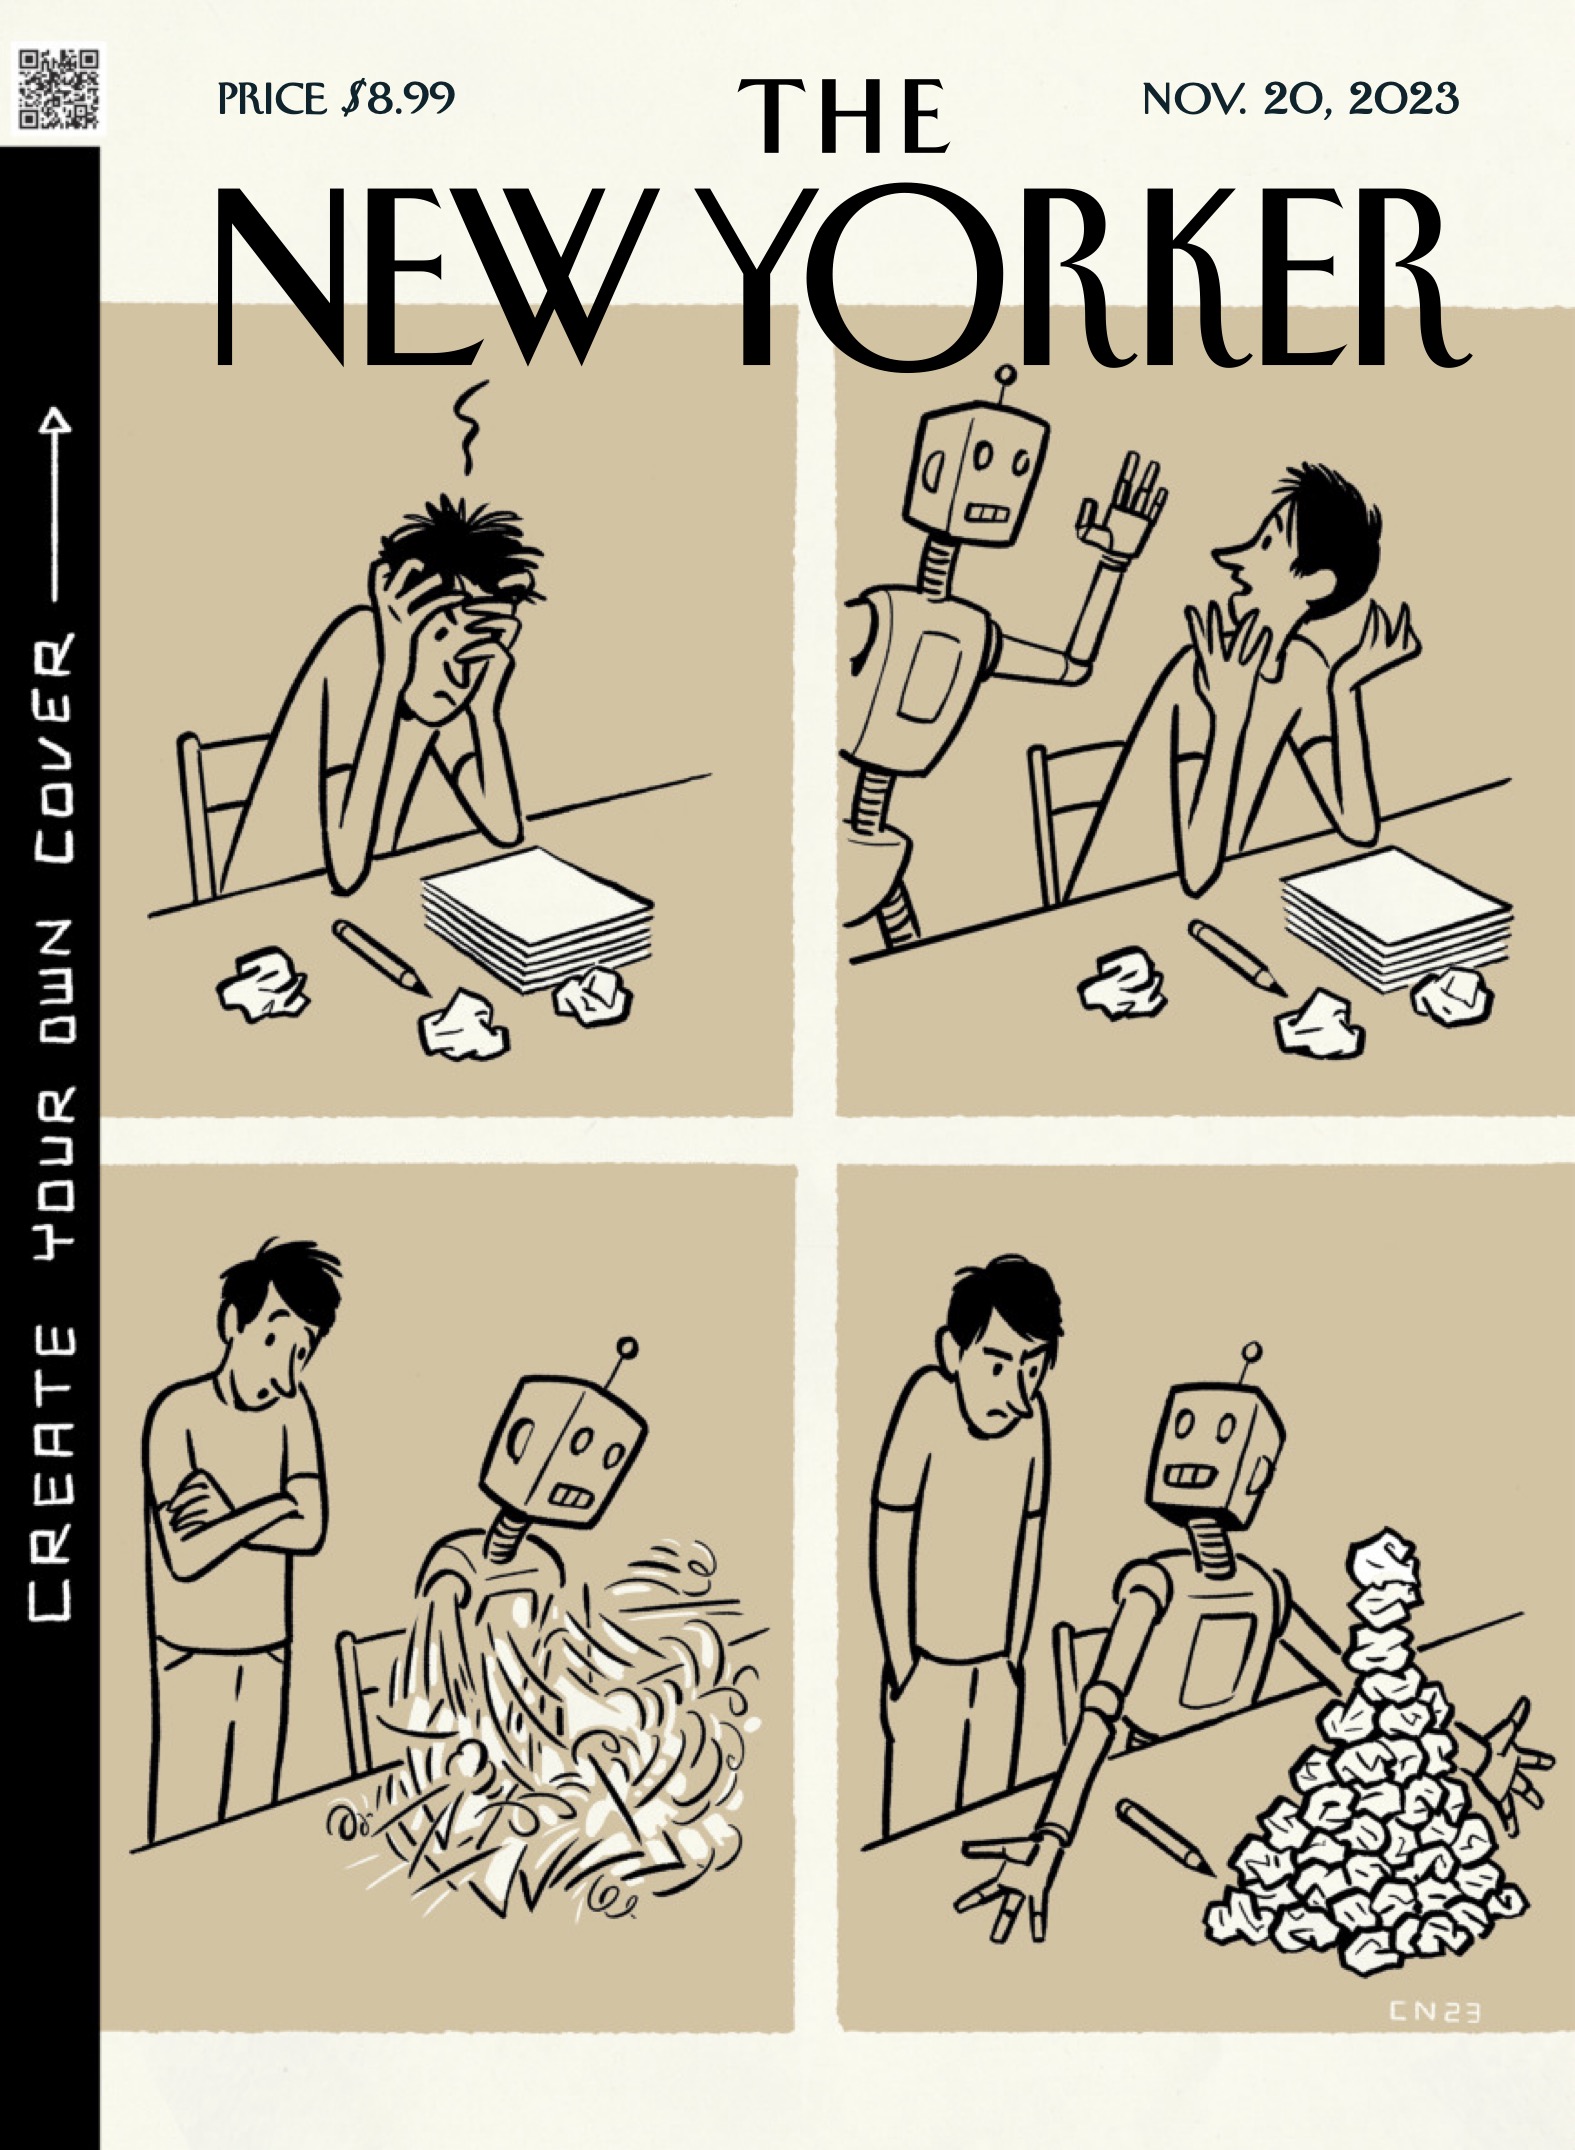 PRICE $8.99
THE
NOV. 20, 2023
NEW YORKER
CREATE YOUR OWN COVER
CN23